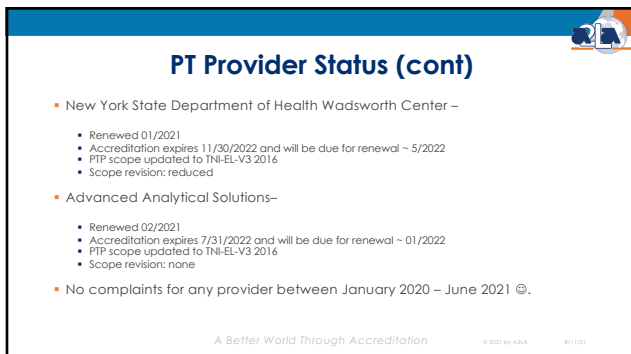 A2LA
PT Provider Status (cont)
▪ New York State Department of Health Wadsworth Center –
▪ Renewed 01/2021
▪ Accreditation expires 11/30/2022 and will be due for renewal ~ 5/2022
▪ PTP scope updated to TNI-EL-V3 2016
▪ Scope revision: reduced
▪ Advanced Analytical Solutions–
▪ Renewed 02/2021
▪ Accreditation expires 7/31/2022 and will be due for renewal ~ 01/2022
▪ PTP scope updated to TNI-EL-V3 2016
▪ Scope revision: none
▪ No complaints for any provider between January 2020 – June 2021 ☺.
A Better World Through Accreditation © 2021 by A2LA 8/11/21